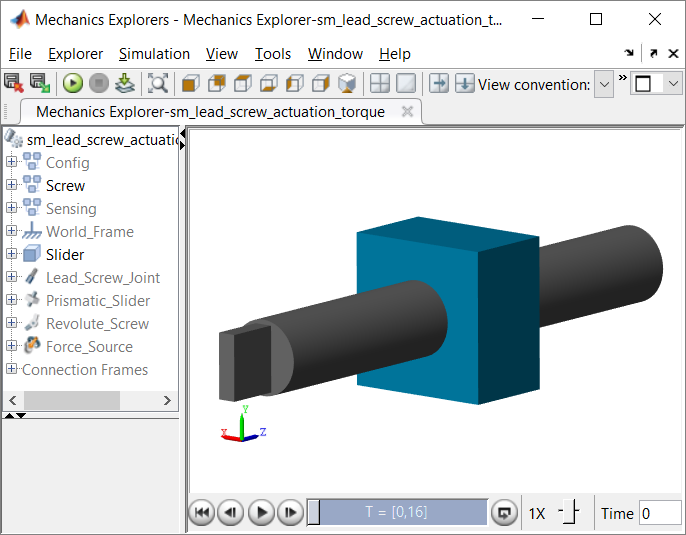 Mechanics Explorers - Mechanics Explorer-sm_lead_screw_actuation_t...
File Explorer Simulation View Tools Window Help
View convention:
Mechanics Explorer-sm_lead_screw_actuation_torque
sm_lead_screw_actuatio
Config
Screw
Sensing
World_Frame
Slider
Lead_Screw_Joint
Prismatic_Slider
Revolute_Screw
Force_Source
Connection Frames
Y
X
Z
T = [0,16]
1X
Time 0